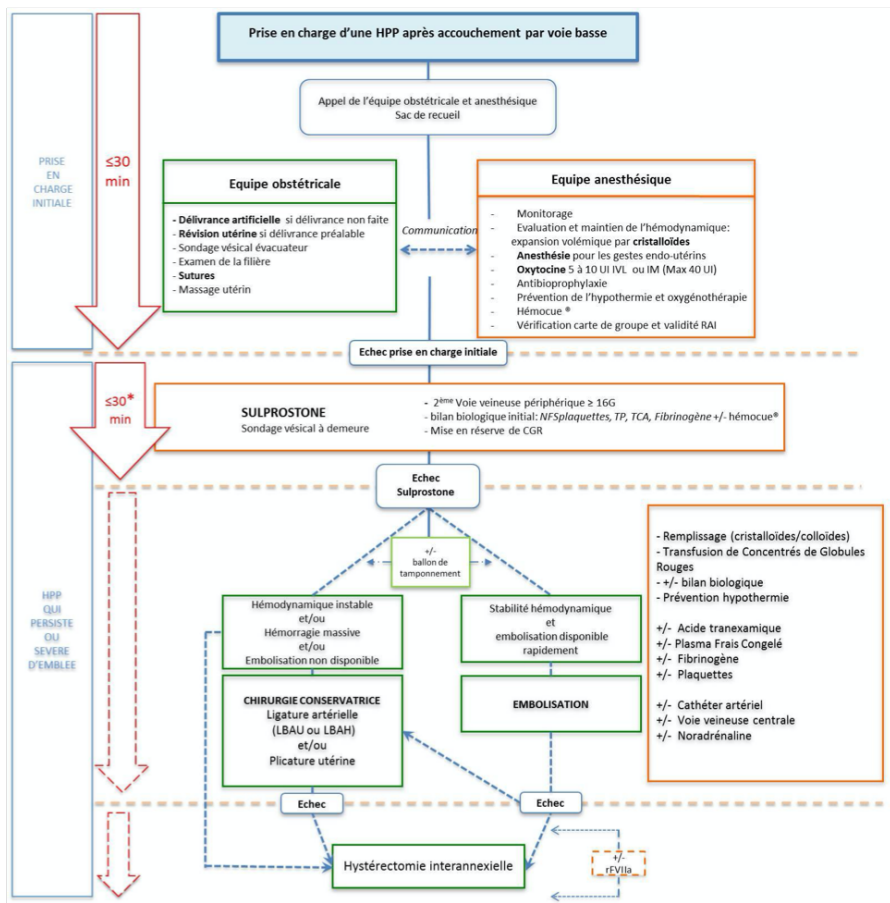 Prise en charge d'une HPP après accouchement par voie basse
Appel de l'équipe obstétricale et anesthésique
Sac de recueil
PRISE
EN
CHARGE
INITIALE
≤30
min
Equipe obstétricale
- Délivrance artificielle si délivrance non faite
- Révision utérine si délivrance préalable
- Sondage vésical évacuateur
- Examen de la filière
- Sutures
- Massage utérin
Communication
Equipe anesthésique
- Monitorage
- Evaluation et maintien de l'hémodynamique:
expansion volémique par cristalloïdes
- Anesthésie pour les gestes endo-utérins
- Oxytocine 5 à 10 UI IVL ou IM (Max 40 UI)
- Antibioprophylaxie
- Prévention de l'hypothermie et oxygénothérapie
- Hémocue ®
- Vérification carte de groupe et validité RAI
Echec prise en charge initiale
≤30*
min
SULPROSTONE
Sondage vésical à demeure
- 2ème Voie veineuse périphérique ≥ 16G
- bilan biologique initial: NFSplaquettes, TP, TCA, Fibrinogène +/- hémocue®
- Mise en réserve de CGR
Echec
Sulprostone
+/-
ballon de
tamponnement
HPP
QUI
PERSISTE
OU
SEVERE
D'EMBLEE
Hémodynamique instable
et/ou
Hémorragie massive
et/ou
Embolisation non disponible
Stabilité hémodynamique
et
embolisation disponible
rapidement
CHIRURGIE CONSERVATRICE
Ligature artérielle
(LBAU ou LBAH)
et/ou
Plicature utérine
EMBOLISATION
- Remplissage (cristalloïdes/colloïdes)
- Transfusion de Concentrés de Globules
Rouges
- +/- bilan biologique
- Prévention hypothermie
+/- Acide tranexamique
+/- Plasma Frais Congelé
+/- Fibrinogène
+/- Plaquettes
+/- Cathéter artériel
+/- Voie veineuse centrale
+/- Noradrénaline
Echec
Echec
Hystérectomie interannexielle
+/-
rFVIIa